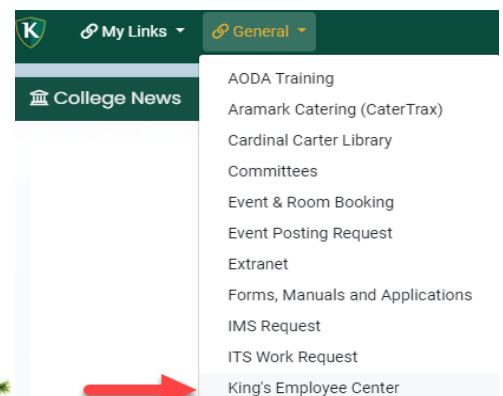 K My Links General
College News
AODA Training
Aramark Catering (CaterTrax)
Cardinal Carter Library
Committees
Event & Room Booking
Event Posting Request
Extranet
Forms, Manuals and Applications
IMS Request
ITS Work Request
King's Employee Center